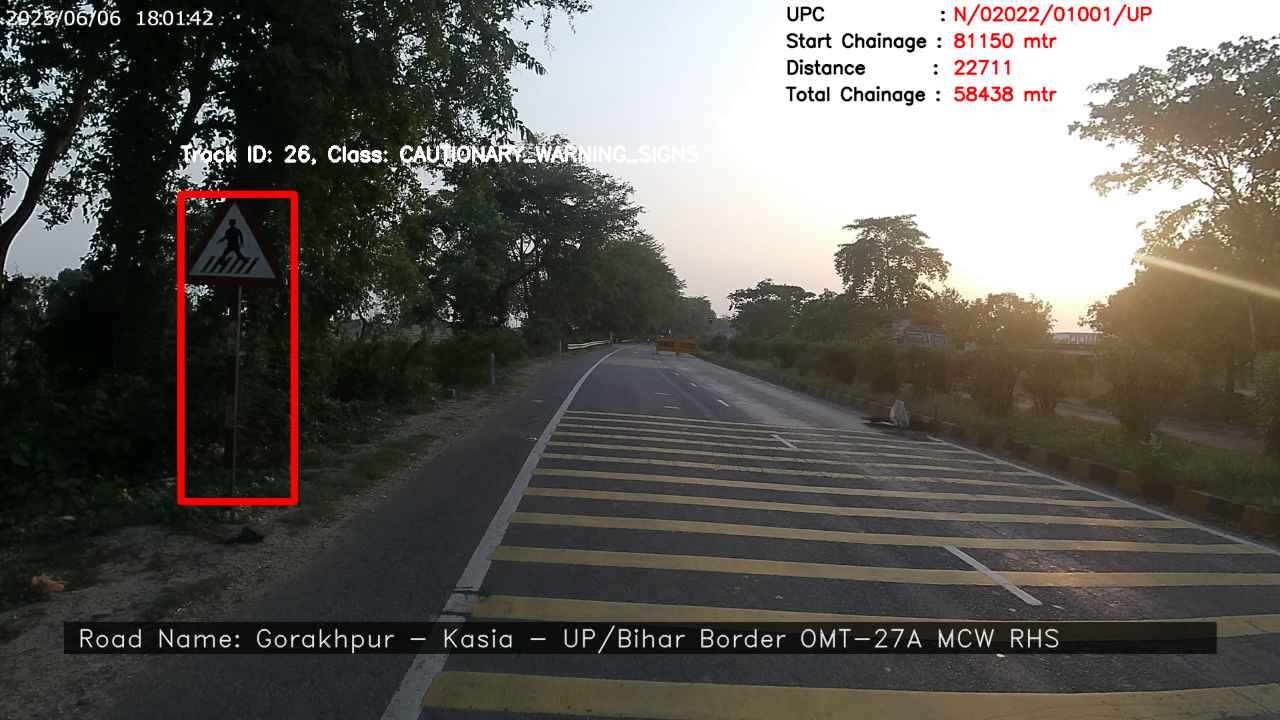 2025/06/06 18:01:42
UPC : N/02022/01001/UP
Start Chainage : 81150 mtr
Distance : 22711
Total Chainage : 58438 mtr
Track ID: 26, Class: CAUTIONARY_WARNING_SIGNS
Road Name: Gorakhpur - Kasia - UP/Bihar Border OMT-27A MCW RHS